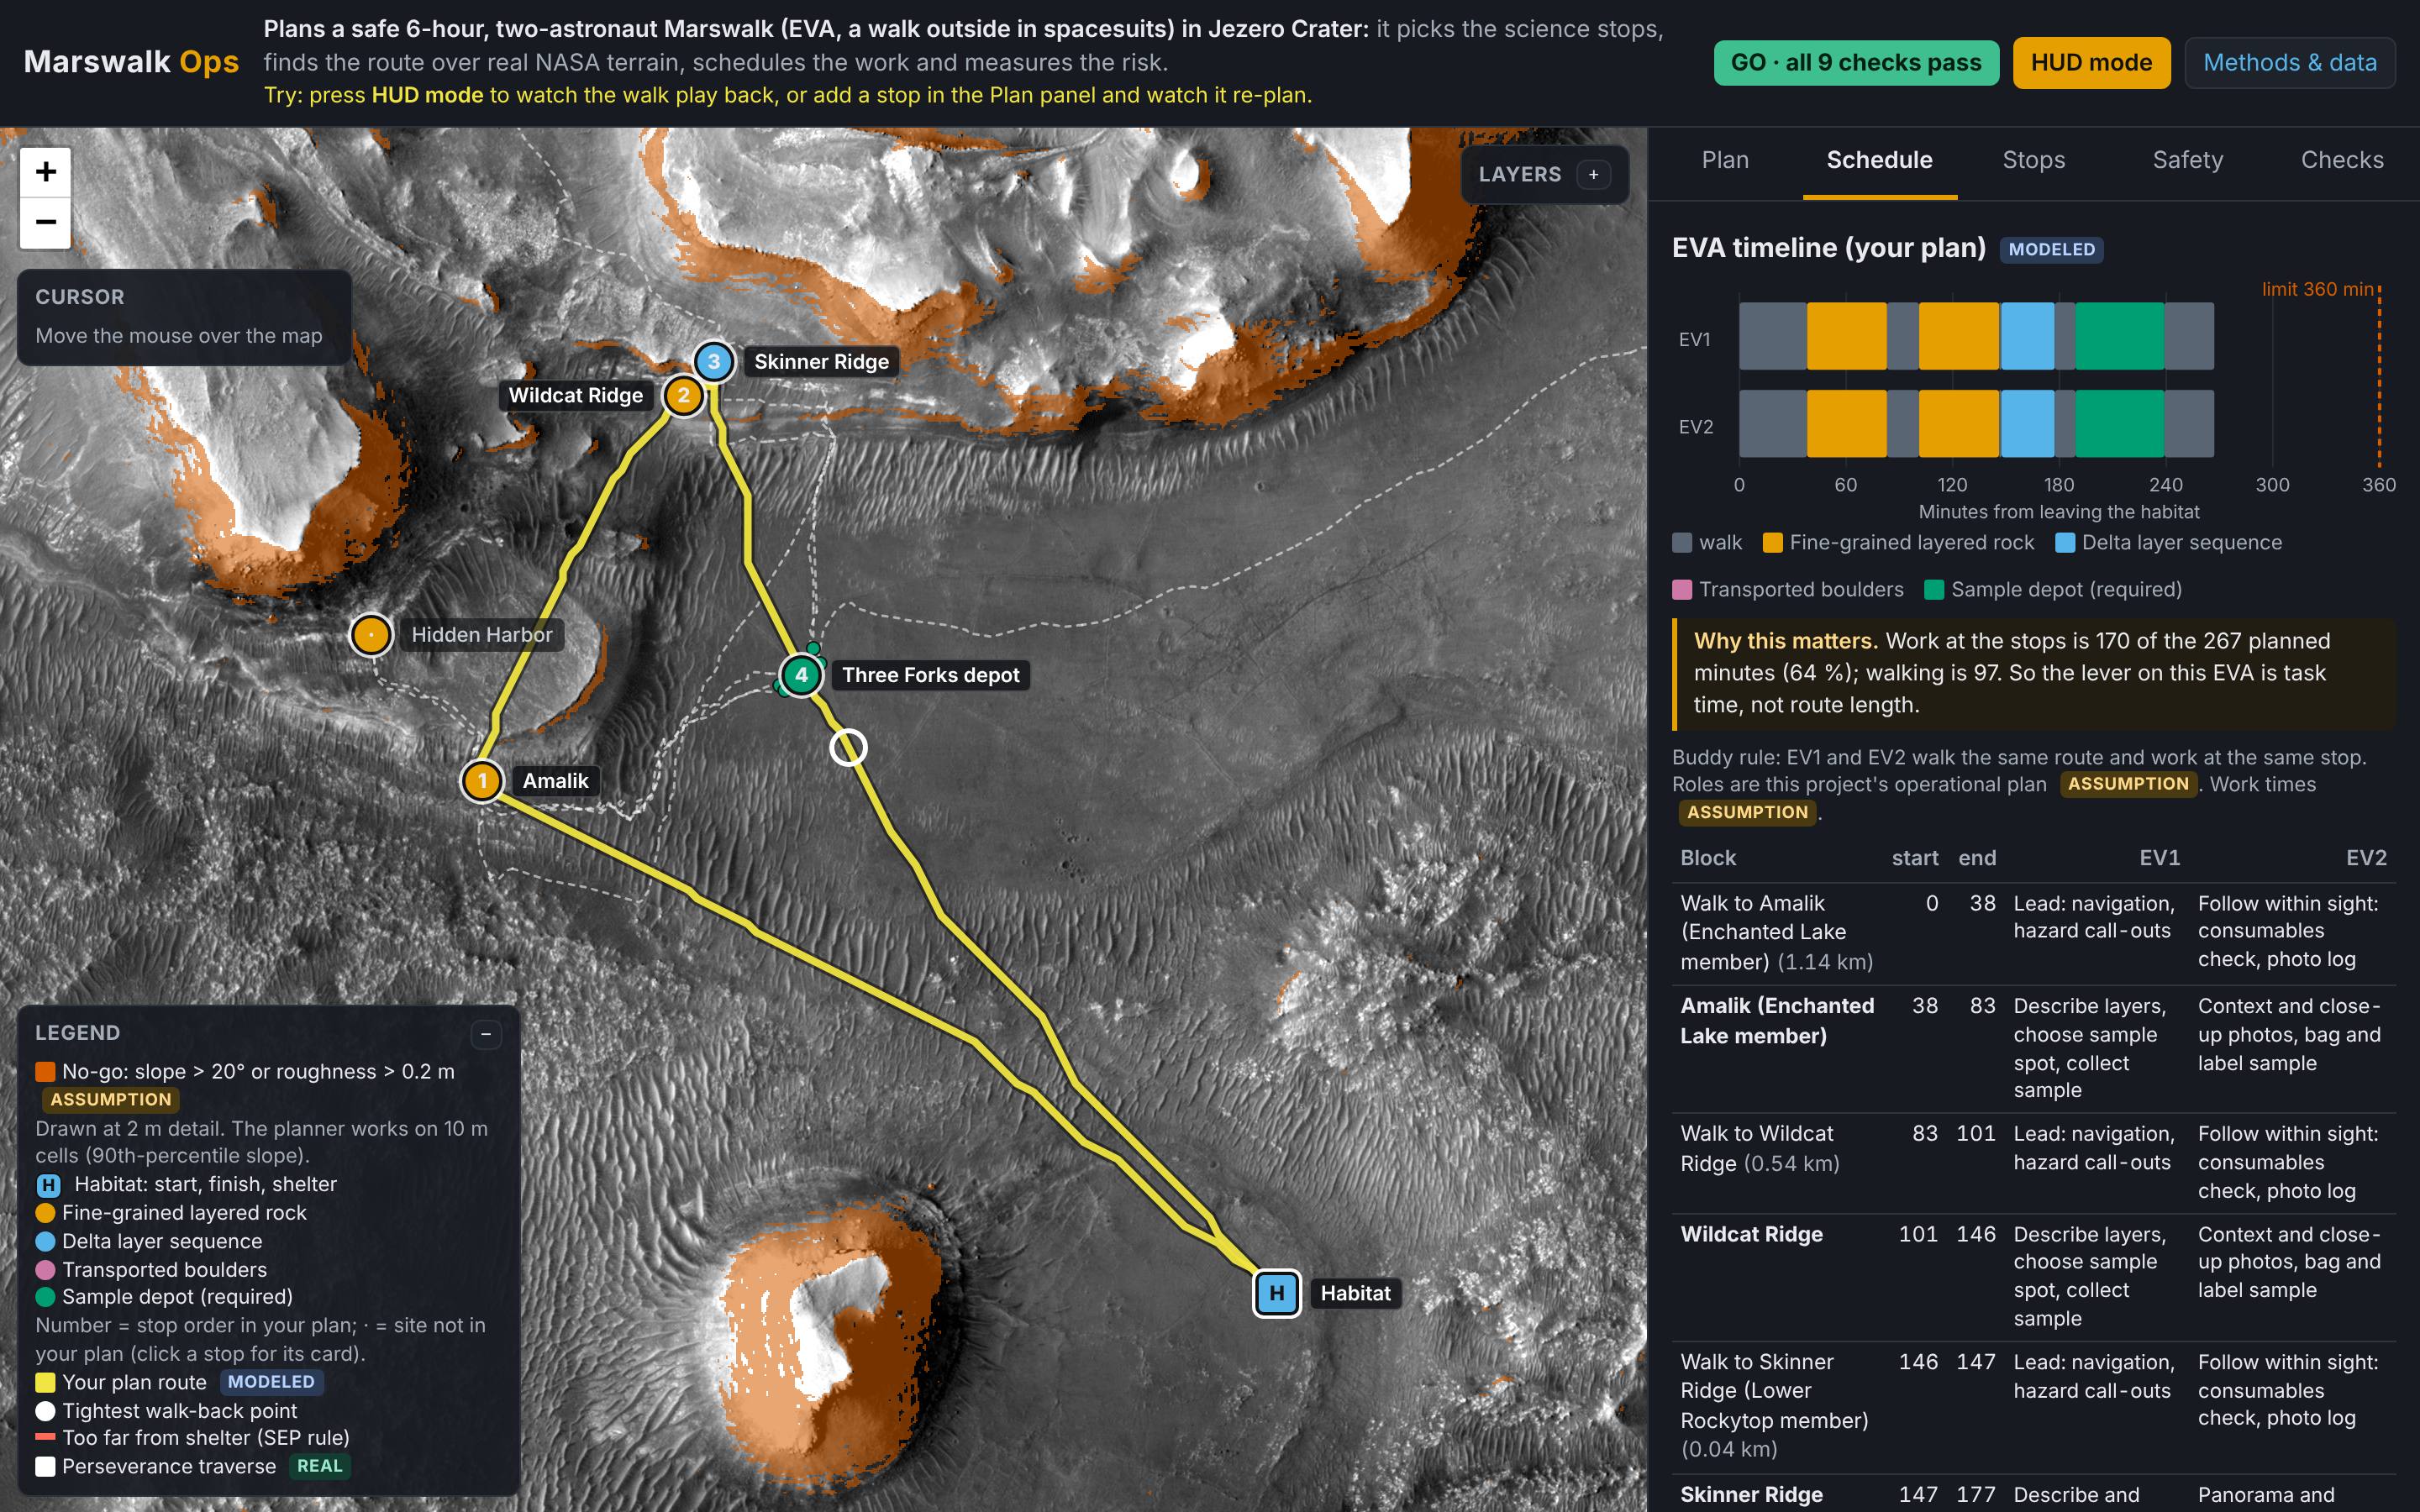 Marswalk Ops
Plans a safe 6-hour, two-astronaut Marswalk (EVA, a walk outside in spacesuits) in Jezero Crater: it picks the science stops,
finds the route over real NASA terrain, schedules the work and measures the risk.
Try: press HUD mode to watch the walk play back, or add a stop in the Plan panel and watch it re-plan.
GO · all 9 checks pass
HUD mode
Methods & data
+
−
CURSOR
Move the mouse over the map
LAYERS +
3 Skinner Ridge
Wildcat Ridge 2
· Hidden Harbor
4 Three Forks depot
1 Amalik
H Habitat
LEGEND −
No-go: slope > 20° or roughness > 0.2 m
ASSUMPTION
Drawn at 2 m detail. The planner works on 10 m
cells (90th-percentile slope).
H Habitat: start, finish, shelter
Fine-grained layered rock
Delta layer sequence
Transported boulders
Sample depot (required)
Number = stop order in your plan; · = site not in
your plan (click a stop for its card).
Your plan route MODELED
Tightest walk-back point
Too far from shelter (SEP rule)
Perseverance traverse REAL
Plan Schedule Stops Safety Checks
EVA timeline (your plan) MODELED
limit 360 min
EV1
EV2
0 60 120 180 240 300 360
Minutes from leaving the habitat
walk Fine-grained layered rock Delta layer sequence
Transported boulders Sample depot (required)
Why this matters. Work at the stops is 170 of the 267 planned
minutes (64 %); walking is 97. So the lever on this EVA is task
time, not route length.
Buddy rule: EV1 and EV2 walk the same route and work at the same stop.
Roles are this project's operational plan ASSUMPTION. Work times
ASSUMPTION.
Block start end EV1 EV2
Walk to Amalik 0 38 Lead: navigation, Follow within sight:
(Enchanted Lake hazard call-outs consumables
member) (1.14 km) check, photo log
Amalik (Enchanted 38 83 Describe layers, Context and close-
Lake member) choose sample up photos, bag and
spot, collect label sample
sample
Walk to Wildcat 83 101 Lead: navigation, Follow within sight:
Ridge (0.54 km) hazard call-outs consumables
check, photo log
Wildcat Ridge 101 146 Describe layers, Context and close-
choose sample up photos, bag and
spot, collect label sample
sample
Walk to Skinner 146 147 Lead: navigation, Follow within sight:
Ridge (Lower hazard call-outs consumables
Rockytop member) check, photo log
(0.04 km)
Skinner Ridge 147 177 Describe and Panorama and